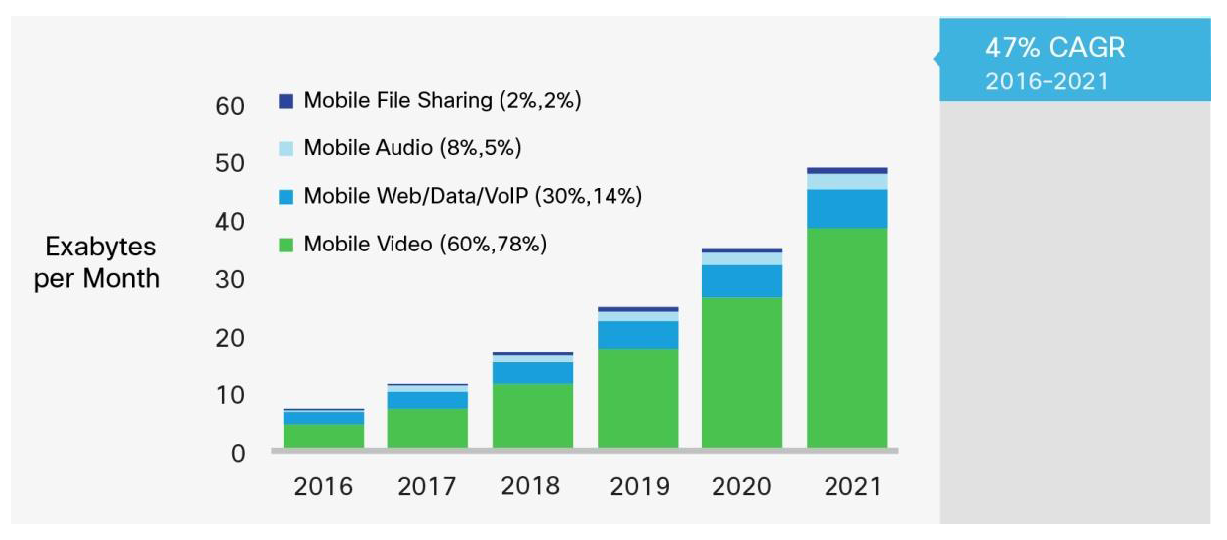 47% CAGR
2016-2021
60
50
40
30
20
10
0
Mobile File Sharing (2%,2%)
Mobile Audio (8%,5%)
Mobile Web/Data/VoIP (30%,14%)
Mobile Video (60%,78%)
Exabytes
per Month
2016 2017 2018 2019 2020 2021